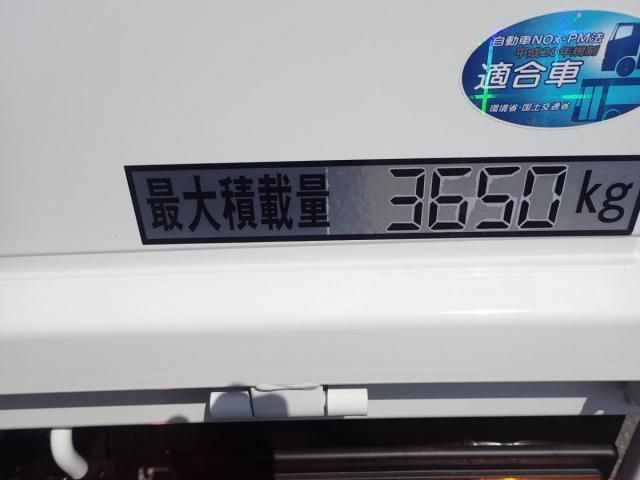 自動車NOx・PM法
平成21年規制
適合車
環境省・国土交通省
最大積載量 3650kg